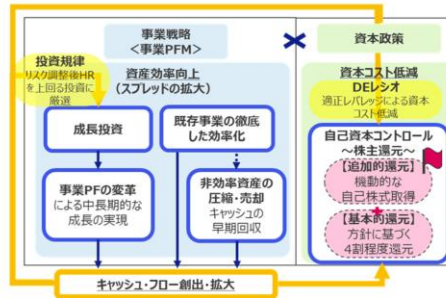 事業戦略
<事業PFM>
投資規律
リスク調整後HR
を上回る投資に
厳選
資産効率向上
(スプレッドの拡大)
成長投資
既存事業の徹底
した効率化
事業PFの変革
による中長期的な
成長の実現
非効率資産の
圧縮・売却
キャッシュの
早期回収
キャッシュ・フロー創出・拡大
資本政策
資本コスト低減
DEレシオ
適正レバレッジによる資本
コスト低減
自己資本コントロール
~株主還元~
【追加的還元】
機動的な
自己株式取得
【基本的還元】
方針に基づく
4割程度還元